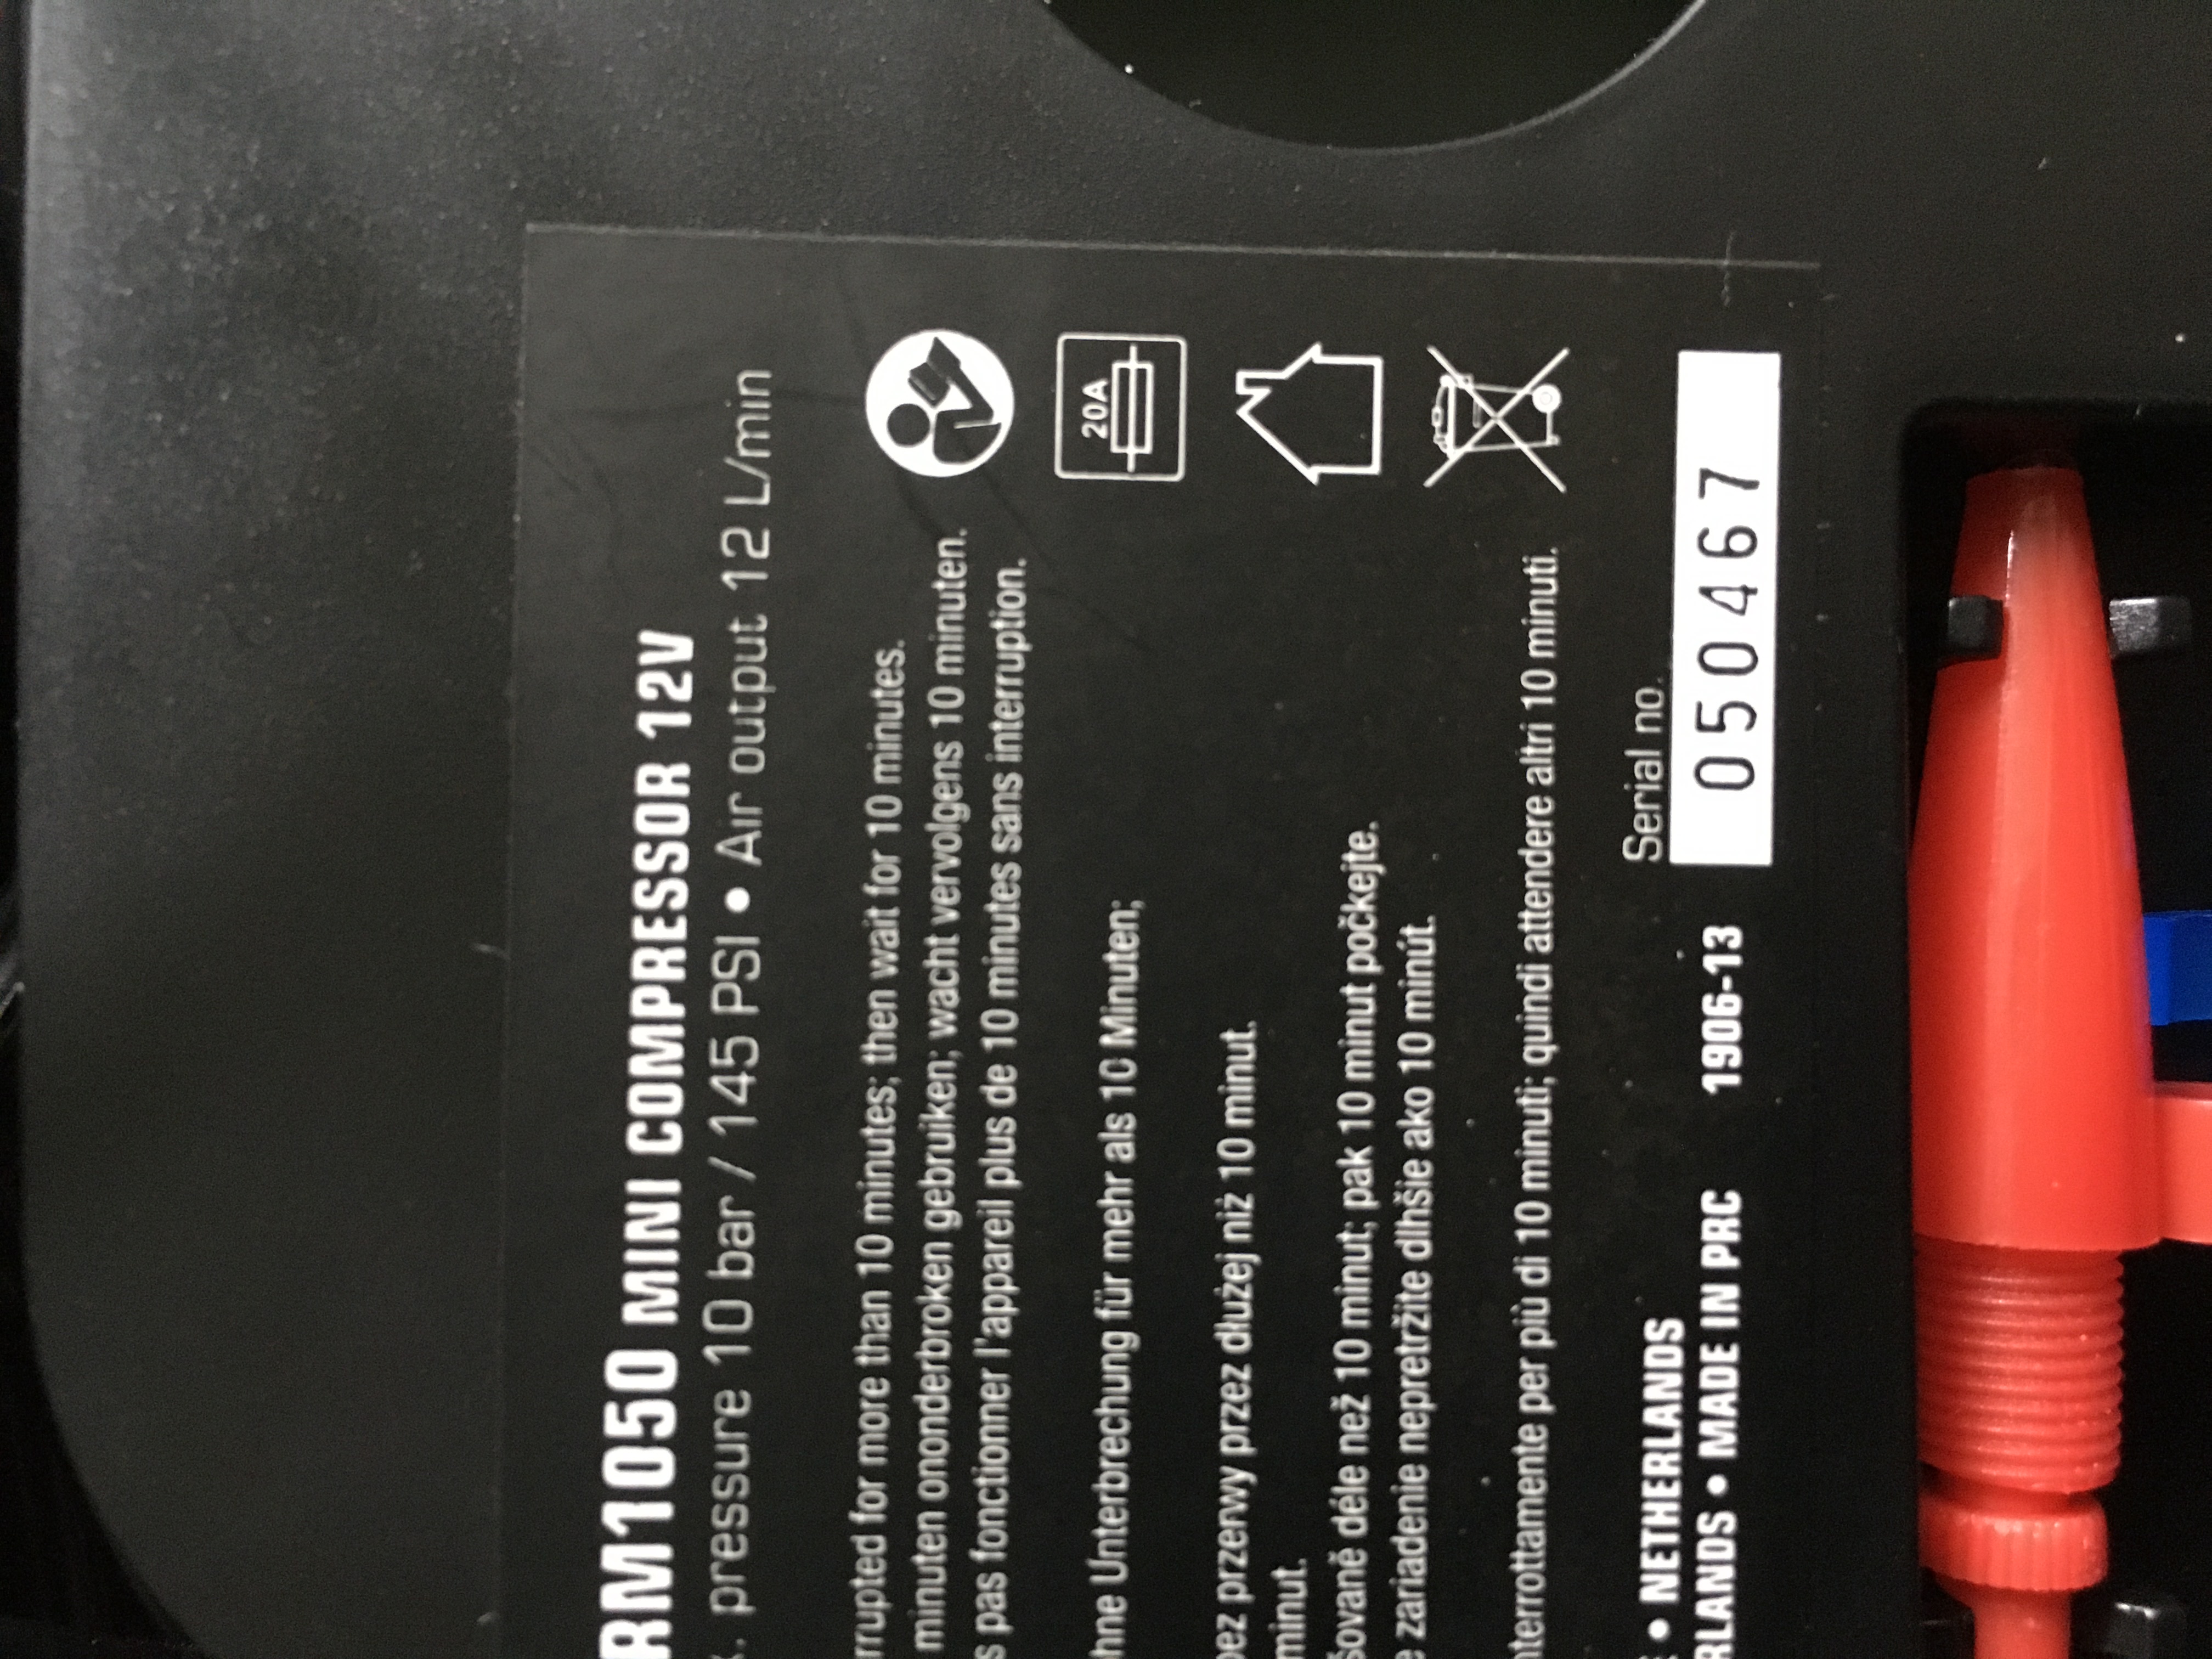 RM1050 MINI COMPRESSOR 12V
pressure 10 bar / 145 PSI • Air output 12 L/min
rrupted for more than 10 minutes; then wait for 10 minutes.
minuten ononderbroken gebruiken; wacht vervolgens 10 minuten.
s pas fonctionner l'appareil plus de 10 minutes sans interruption.
hne Unterbrechung für mehr als 10 Minuten;
bez przerwy przez dłużej niż 10 minut.
minut.
šovaně déle než 10 minut; pak 10 minut počkejte.
e zariadenie nepretržite dlhšie ako 10 minút.
nterrottamente per più di 10 minuti; quindi attendere altri 10 minuti.
20A
Serial no.
• NETHERLANDS
RLANDS • MADE IN PRC 1906-13 050467